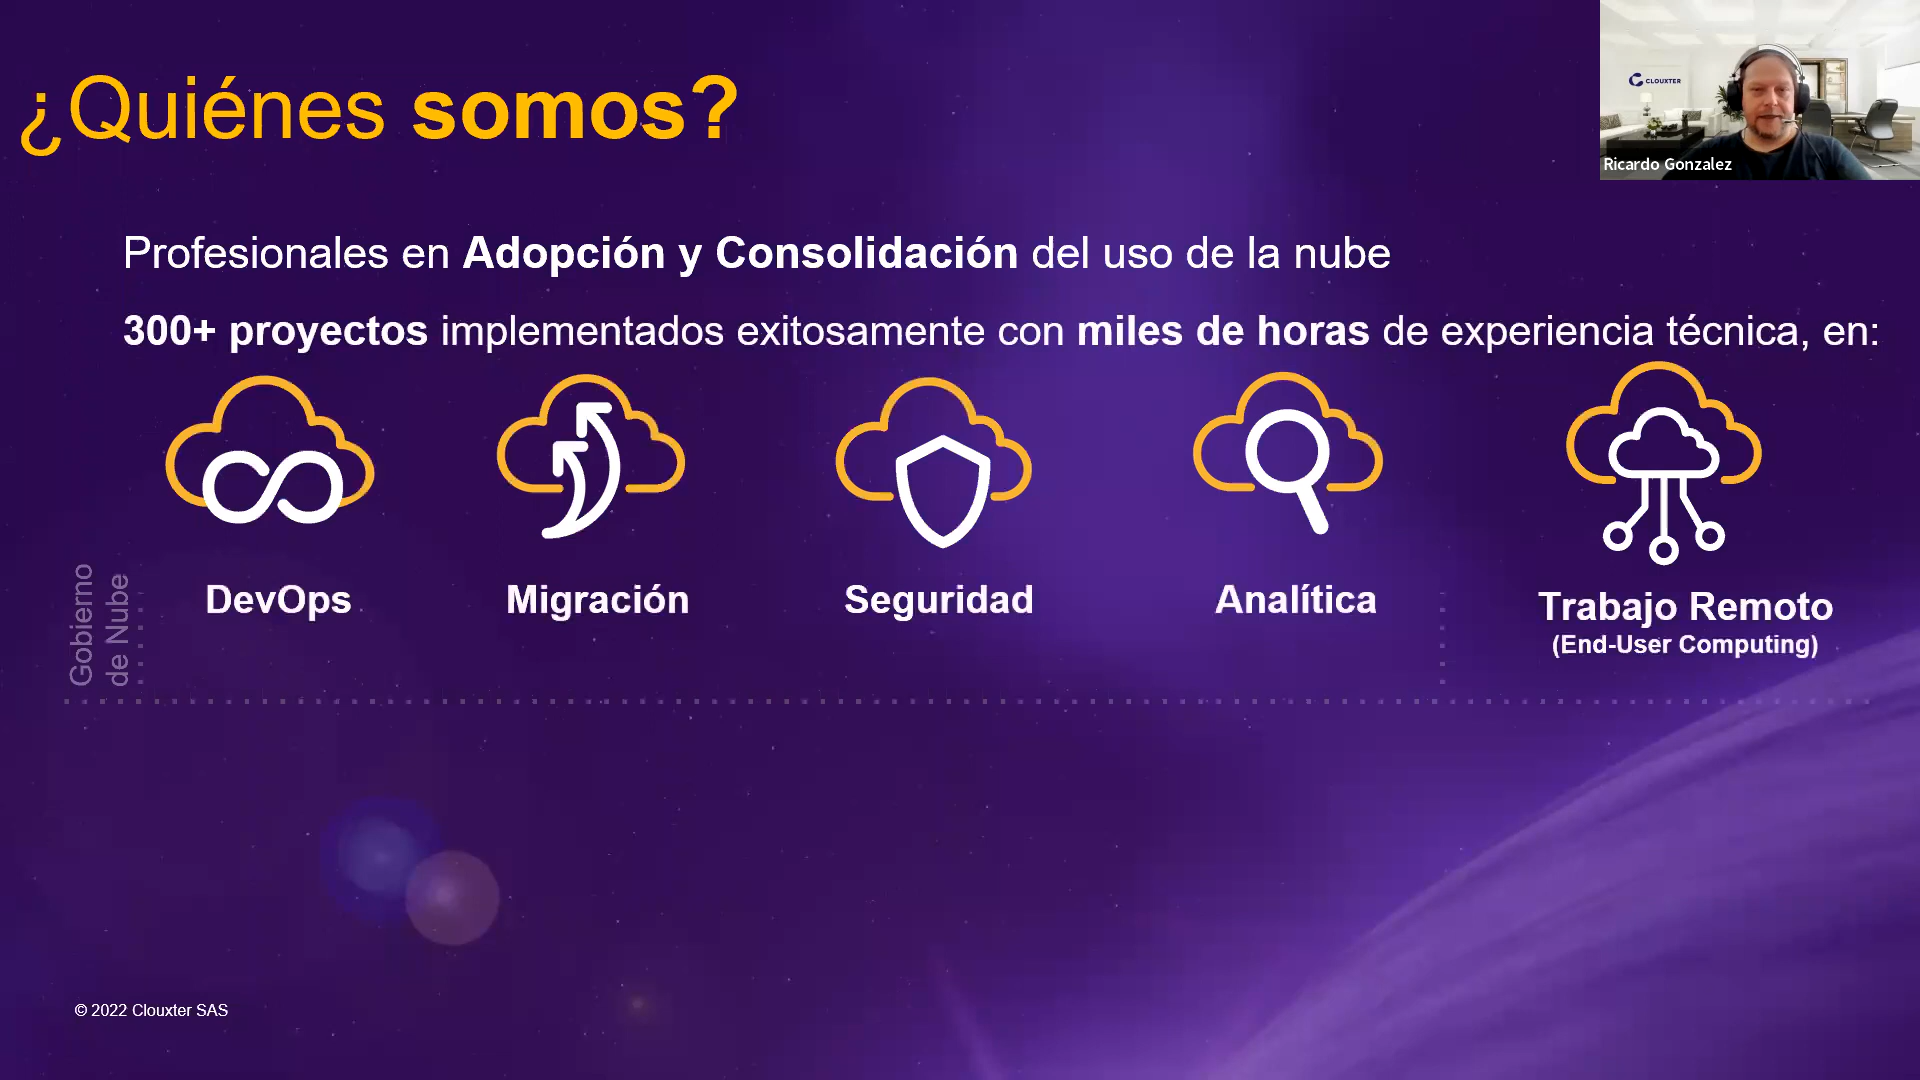 ¿Quiénes somos?
CLOUXTER
Ricardo Gonzalez
Profesionales en Adopción y Consolidación del uso de la nube
300+ proyectos implementados exitosamente con miles de horas de experiencia técnica, en:
Gobierno
de Nube
DevOps
Migración
Seguridad
Analítica
Trabajo Remoto
(End-User Computing)
© 2022 Clouxter SAS